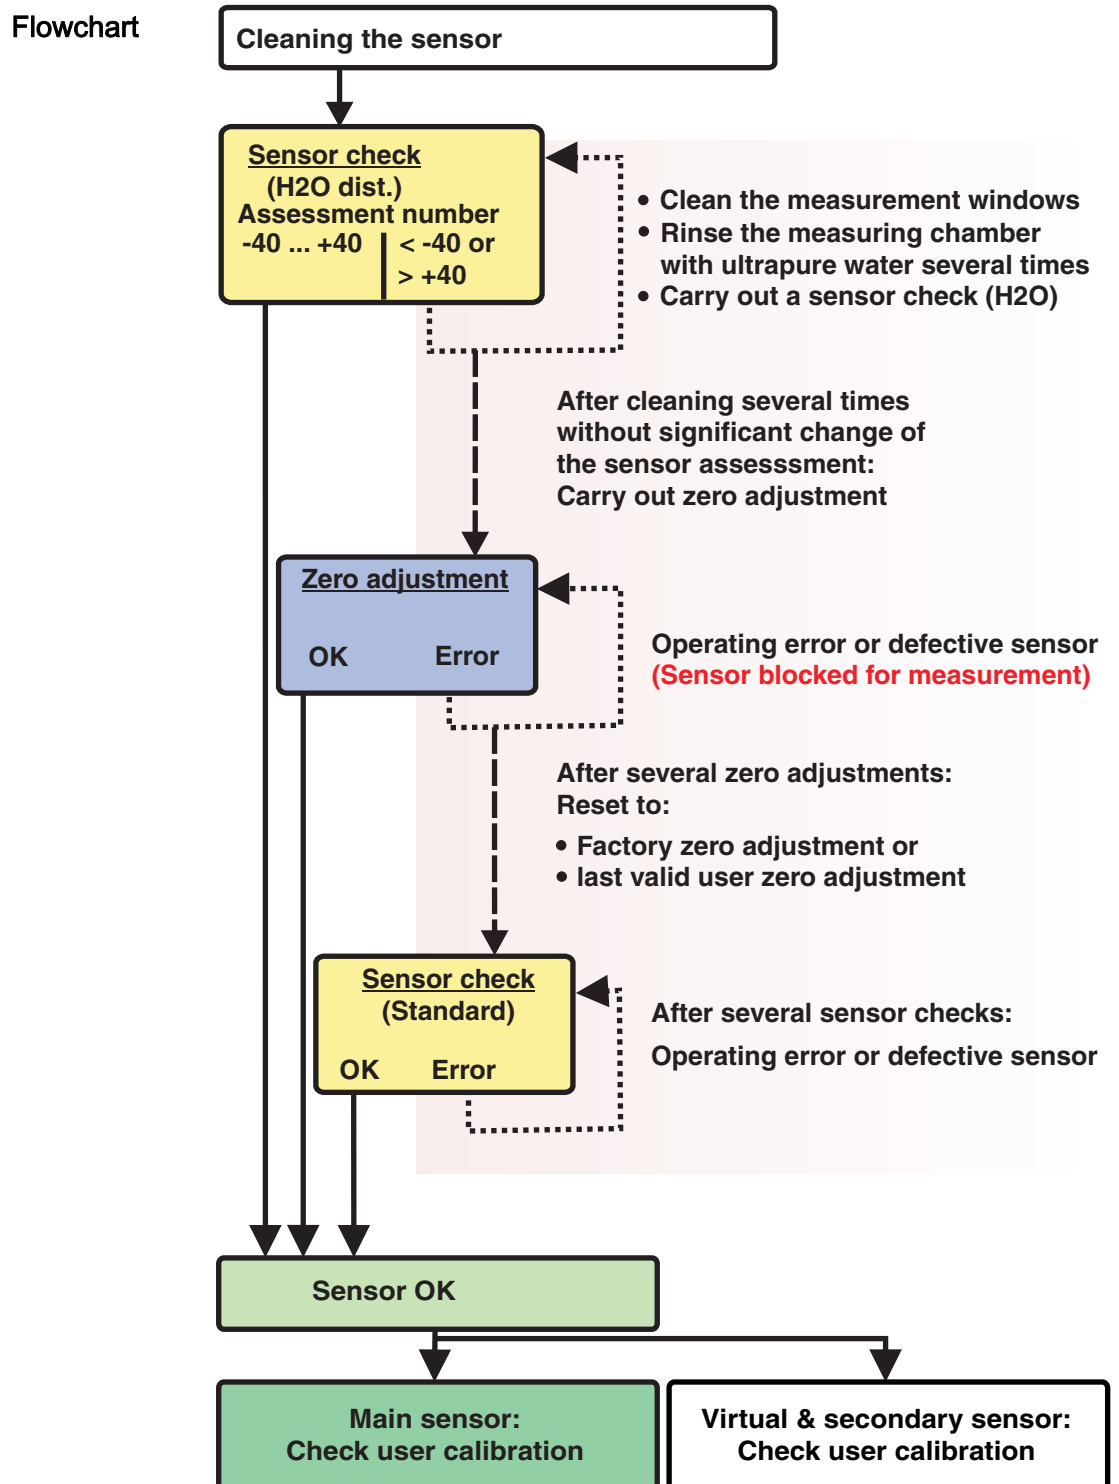 Flowchart
Cleaning the sensor
Sensor check
(H2O dist.)
Assessment number
-40 ... +40
< -40 or
> +40
• Clean the measurement windows
• Rinse the measuring chamber
with ultrapure water several times
• Carry out a sensor check (H2O)
After cleaning several times
without significant change of
the sensor assesssment:
Carry out zero adjustment
Zero adjustment
OK Error
Operating error or defective sensor
(Sensor blocked for measurement)
After several zero adjustments:
Reset to:
• Factory zero adjustment or
• last valid user zero adjustment
Sensor check
(Standard)
OK Error
After several sensor checks:
Operating error or defective sensor
Sensor OK
Main sensor:
Check user calibration
Virtual & secondary sensor:
Check user calibration